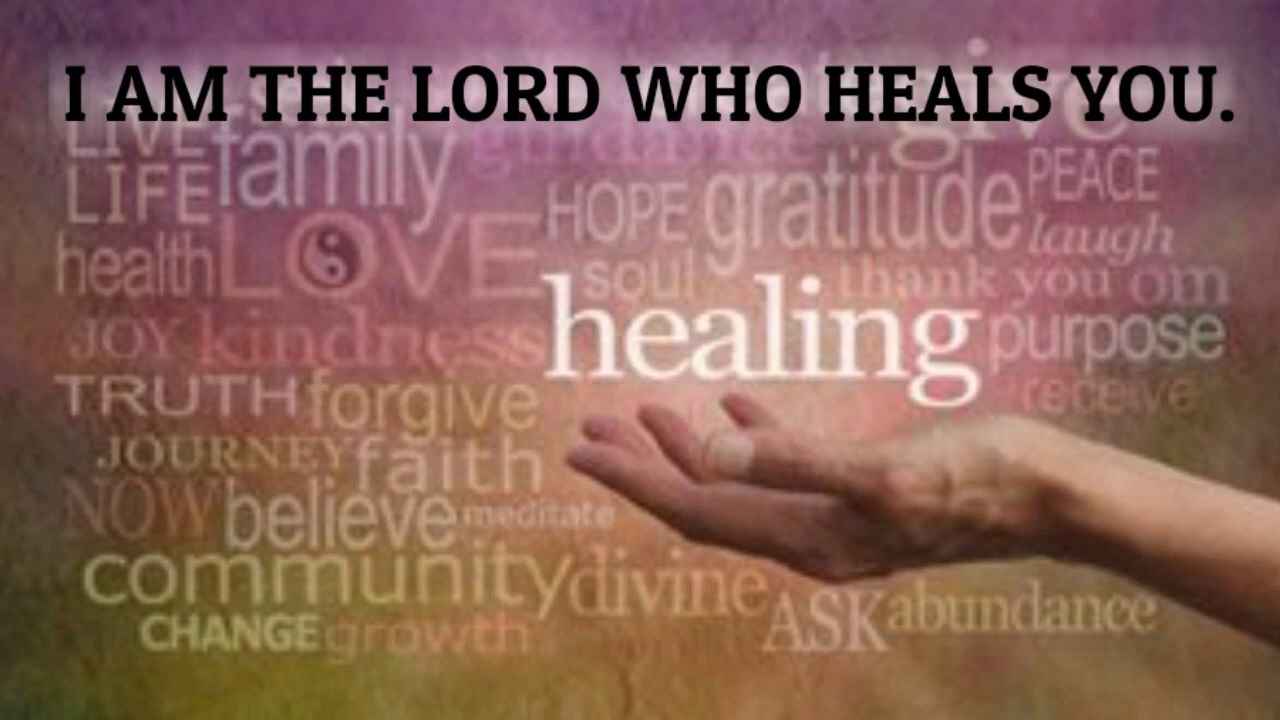 I AM THE LORD WHO HEALS YOU.
give
LIVE family guidance
LIFE HOPE gratitude PEACE
health LOVE soul laugh
thank you om
JOY kindness healing purpose
TRUTH forgive receive
JOURNEY faith
NOW believe meditate
community divine
ASK abundance
CHANGE growth